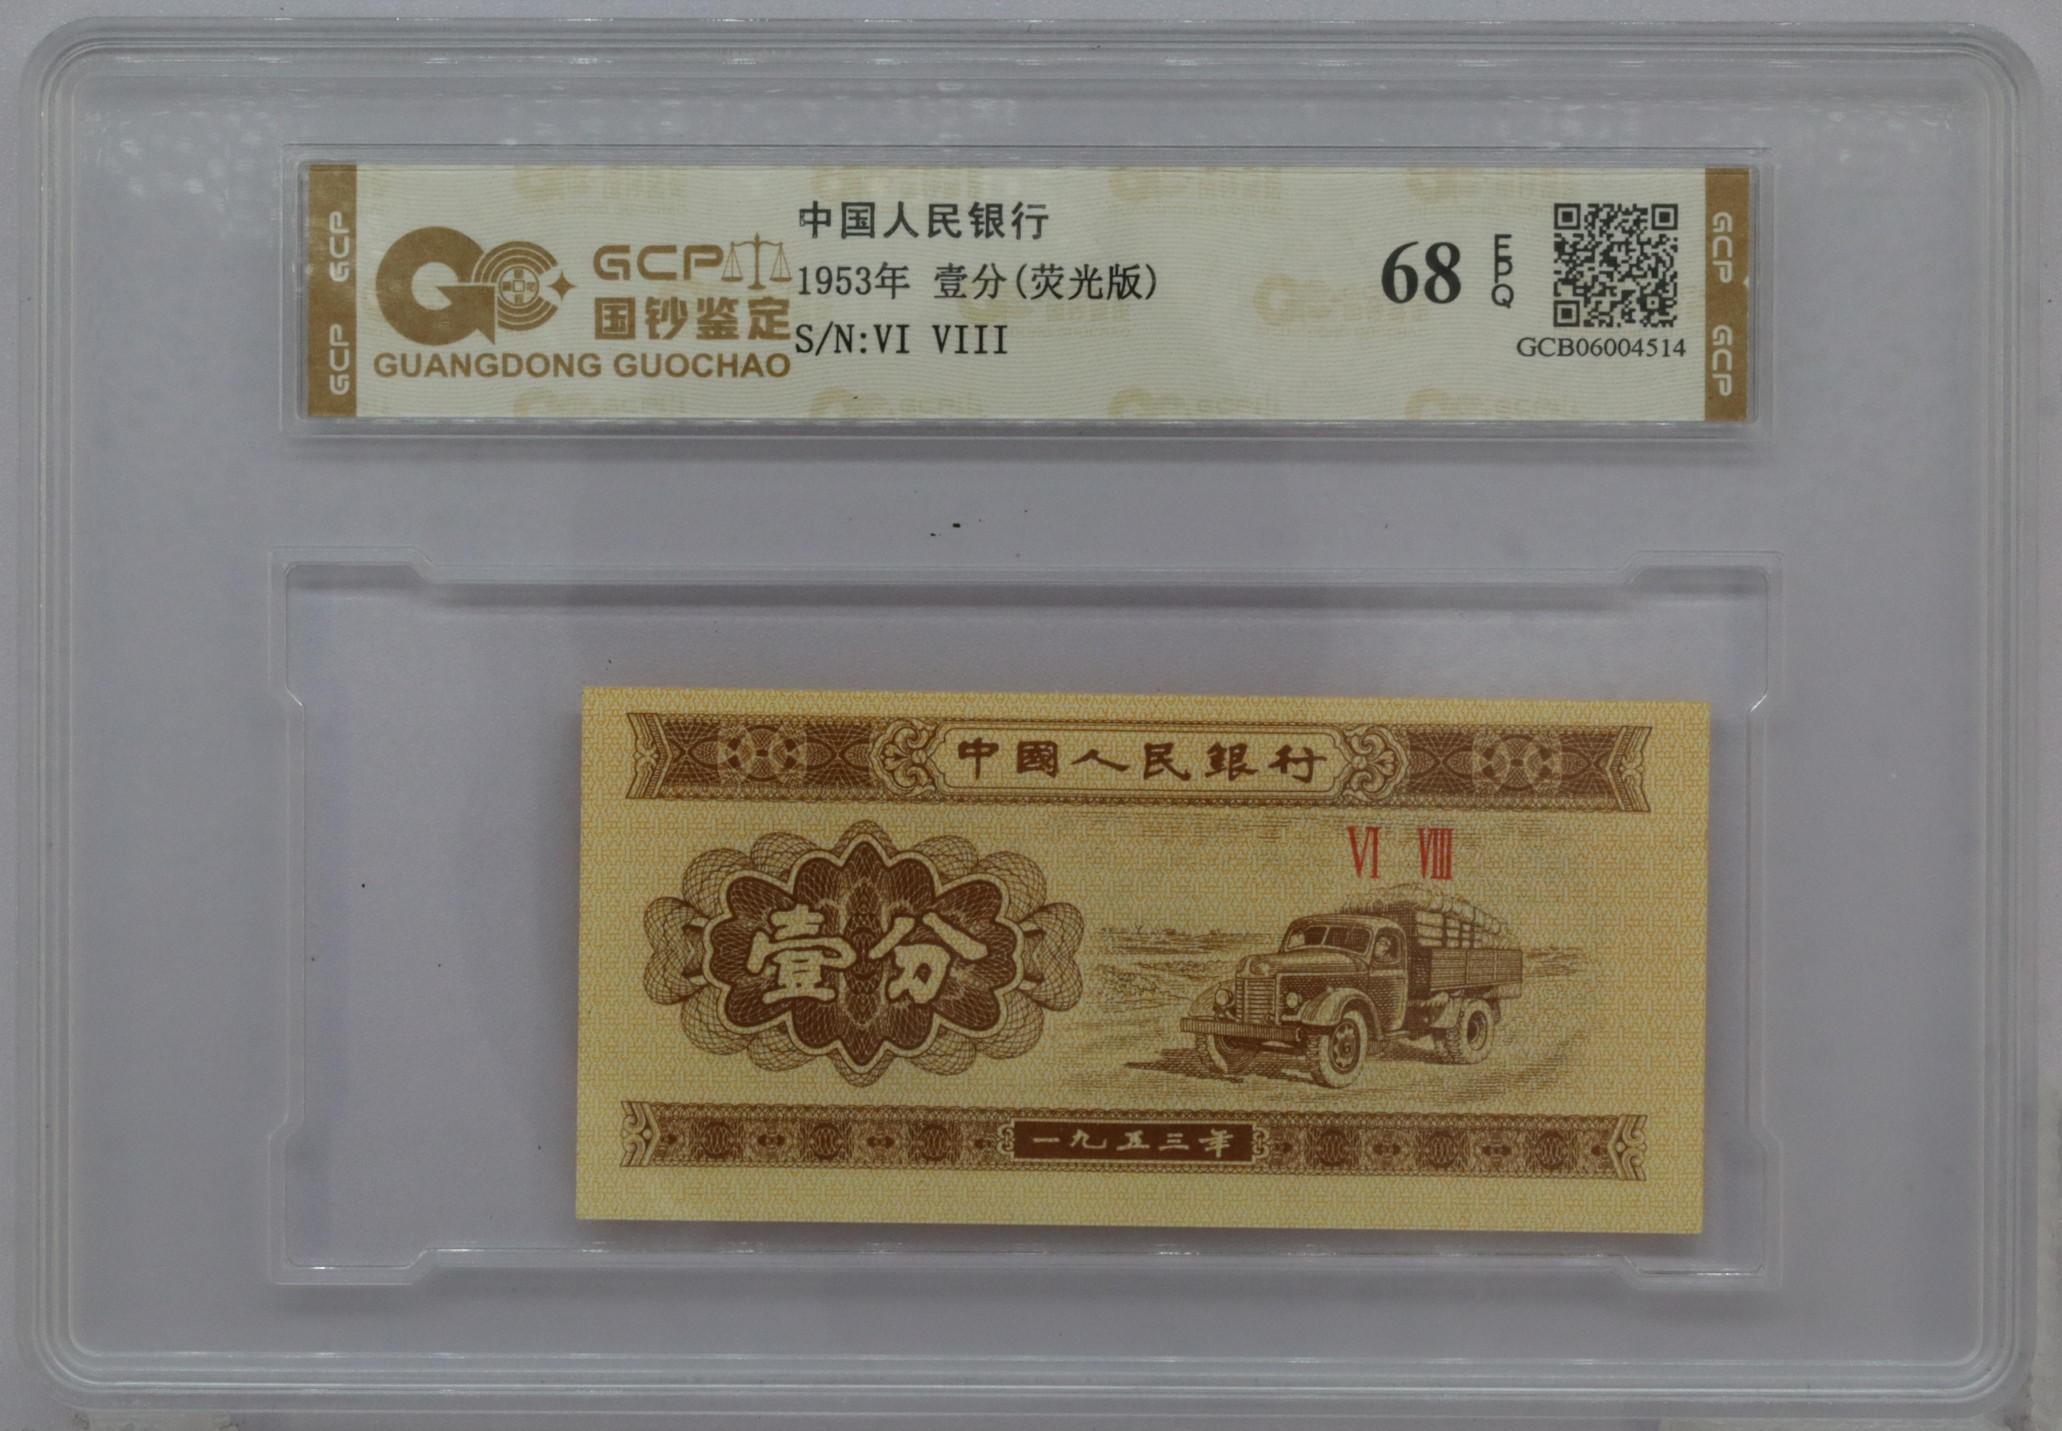 GCP
GCP
GCP
国钞鉴定
GUANGDONG GUOCHAO
中国人民银行
1953年 壹分(荧光版)
S/N:VI VIII
68
EPQ
GCB06004514
GCP
GCP
中國人民銀行
VI VIII
壹分
一九五三年